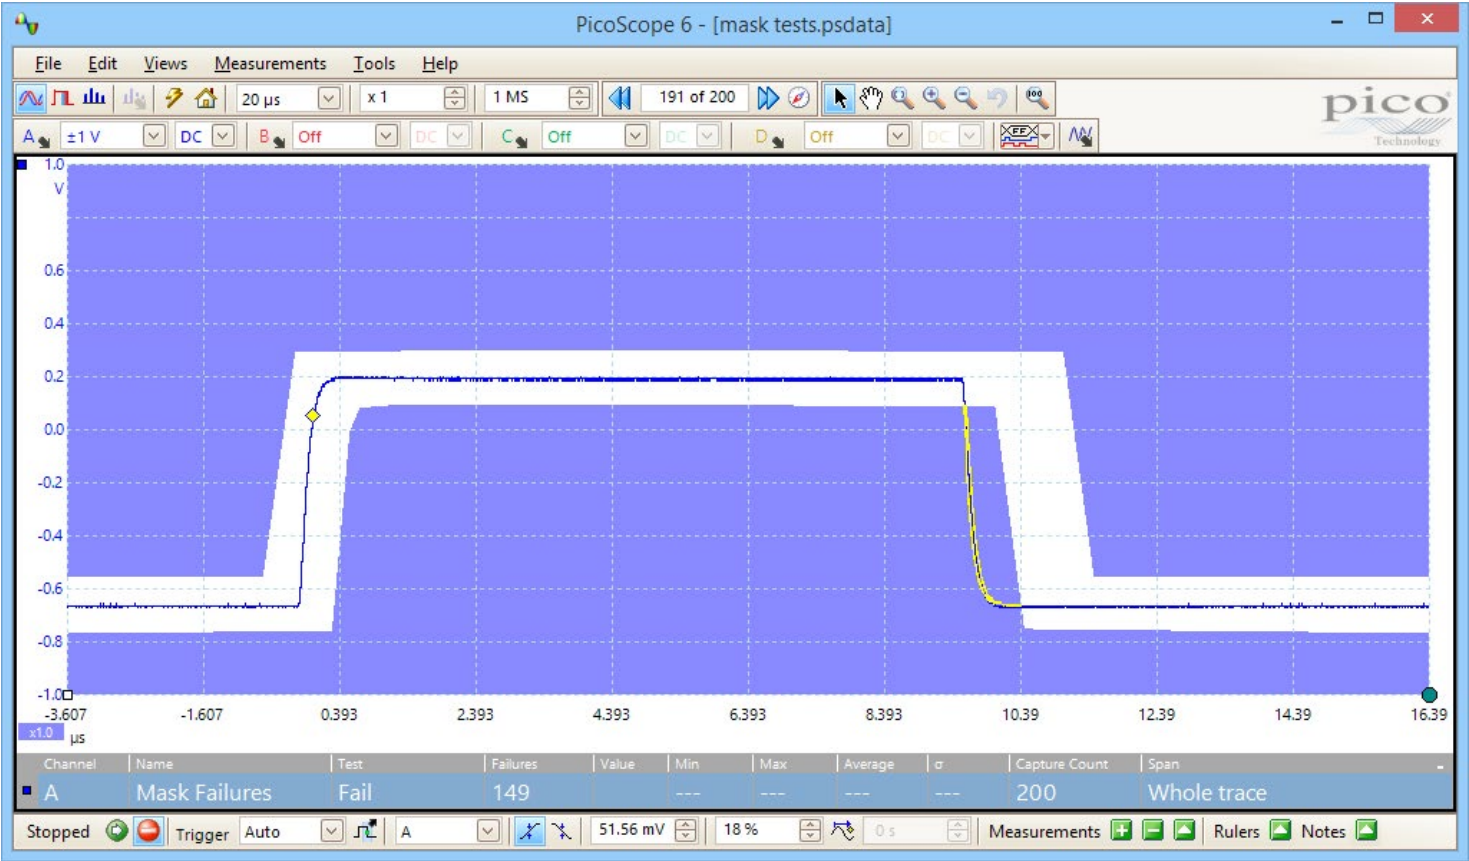 PicoScope 6 - [mask tests.psdata]
File Edit Views Measurements Tools Help
20 µs x 1 1 MS 191 of 200
pico
Technology
A ±1 V DC B Off DC C Off DC D Off DC
1.0
V
0.6
0.4
0.2
0.0
-0.2
-0.4
-0.6
-0.8
-1.0
-3.607 -1.607 0.393 2.393 4.393 6.393 8.393 10.39 12.39 14.39 16.39
x1.0 µs
Channel Name Test Failures Value Min Max Average σ Capture Count Span
A Mask Failures Fail 149 --- --- --- --- 200 Whole trace
Stopped Trigger Auto A 51.56 mV 18 % 0 s Measurements Rulers Notes